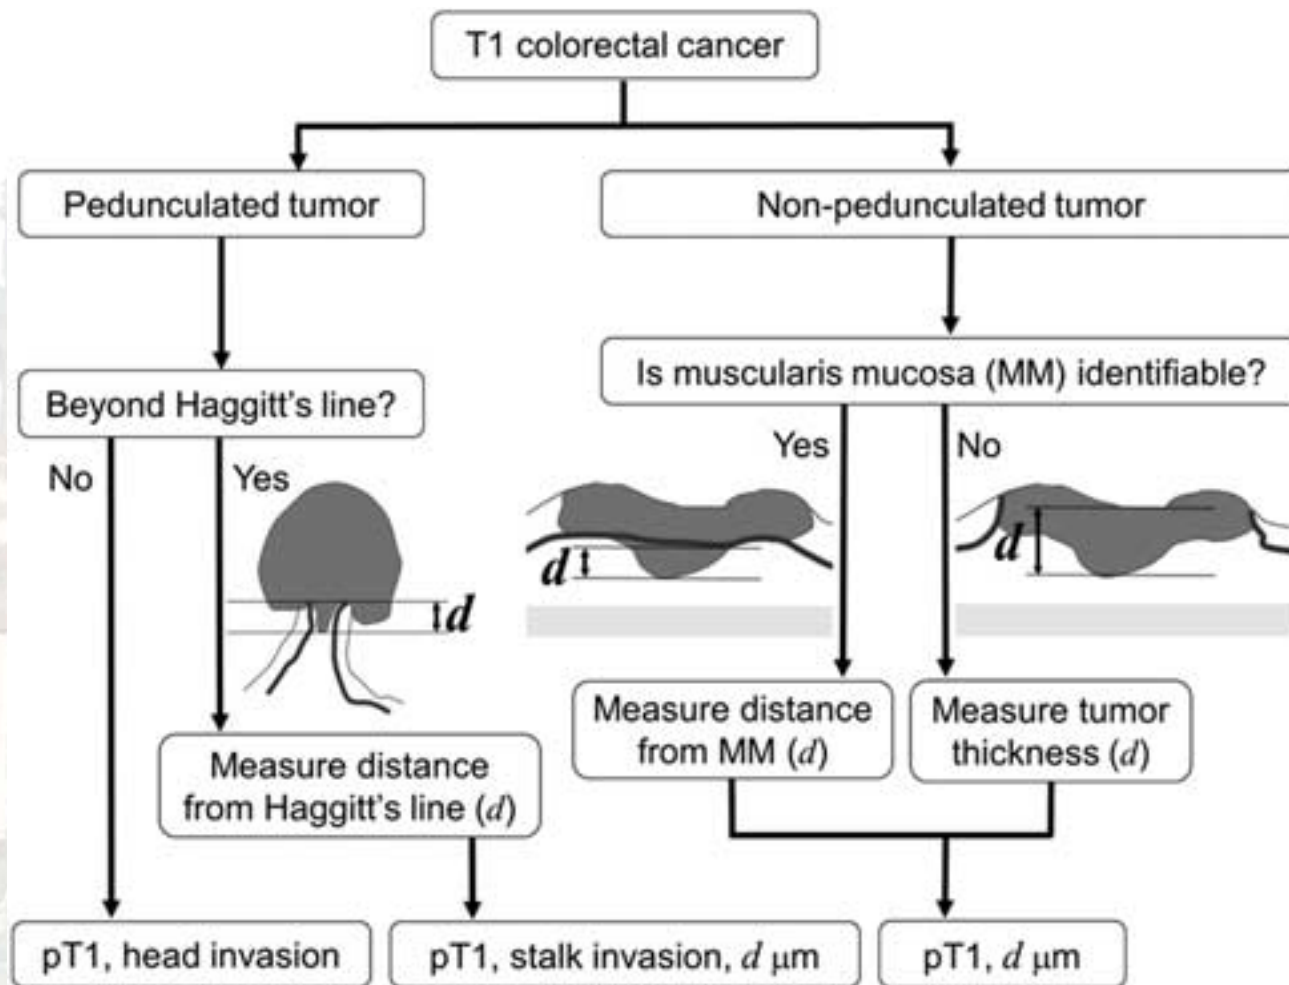 T1 colorectal cancer
Pedunculated tumor
Non-pedunculated tumor
Is muscularis mucosa (MM) identifiable?
Beyond Haggitt's line?
No
Yes
Yes
No
d
d
d
Measure distance
from MM (d)
Measure tumor
thickness (d)
Measure distance
from Haggitt's line (d)
pT1, head invasion
pT1, stalk invasion, d μm
pT1, d μm